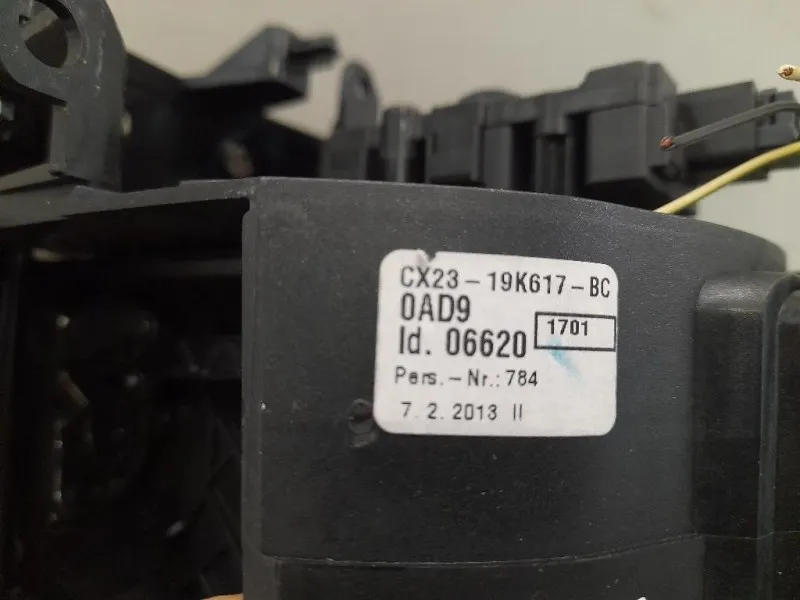 CX23-19K617-BC
0AD9
1701
Id. 06620
Pers.-Nr.:784
7.2.2013 II